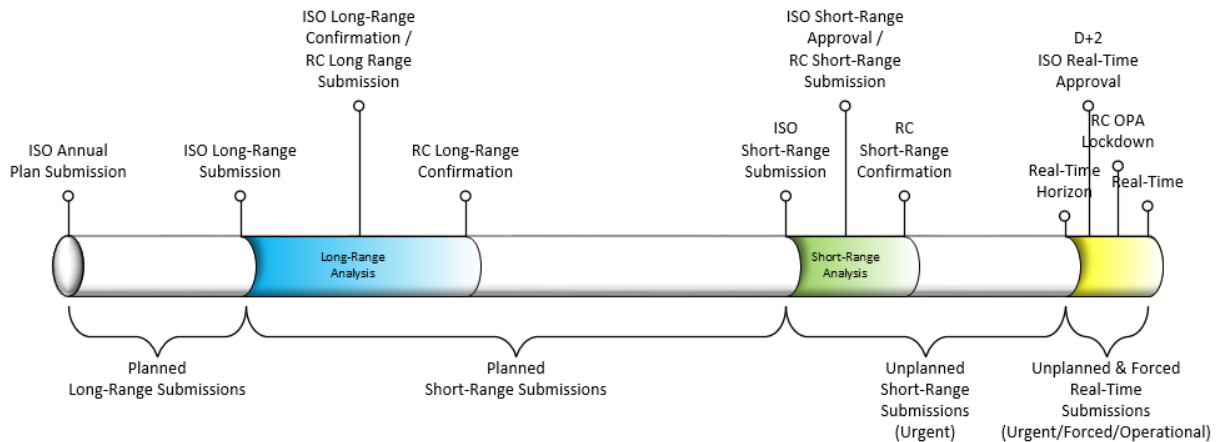 ISO Long-Range
Confirmation /
RC Long Range
Submission
ISO Short-Range
Approval /
RC Short-Range
Submission
D+2
ISO Real-Time
Approval
ISO Annual
Plan Submission
ISO Long-Range
Submission
RC Long-Range
Confirmation
ISO
Short-Range
Submission
RC
Short-Range
Confirmation
RC OPA
Lockdown
Real-Time
Horizon
Real-Time
Long-Range
Analysis
Short-Range
Analysis
Planned
Long-Range Submissions
Planned
Short-Range Submissions
Unplanned
Short-Range
Submissions
(Urgent)
Unplanned & Forced
Real-Time
Submissions
(Urgent/Forced/Operational)